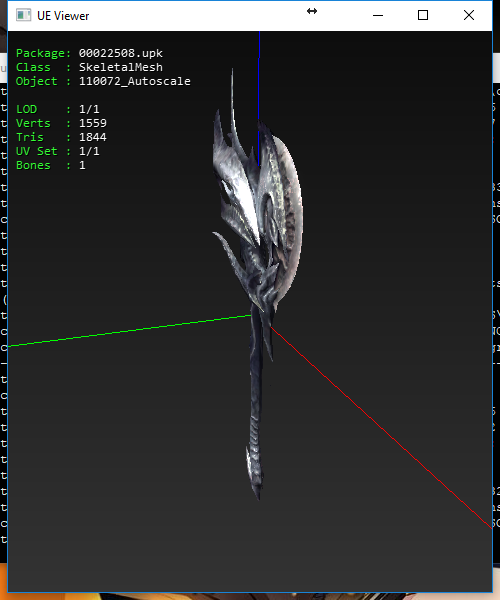 UE Viewer
Package: 00022508.upk
Class : SkeletalMesh
Object : 110072_Autoscale
LOD : 1/1
Verts : 1559
Tris : 1844
UV Set : 1/1
Bones : 1